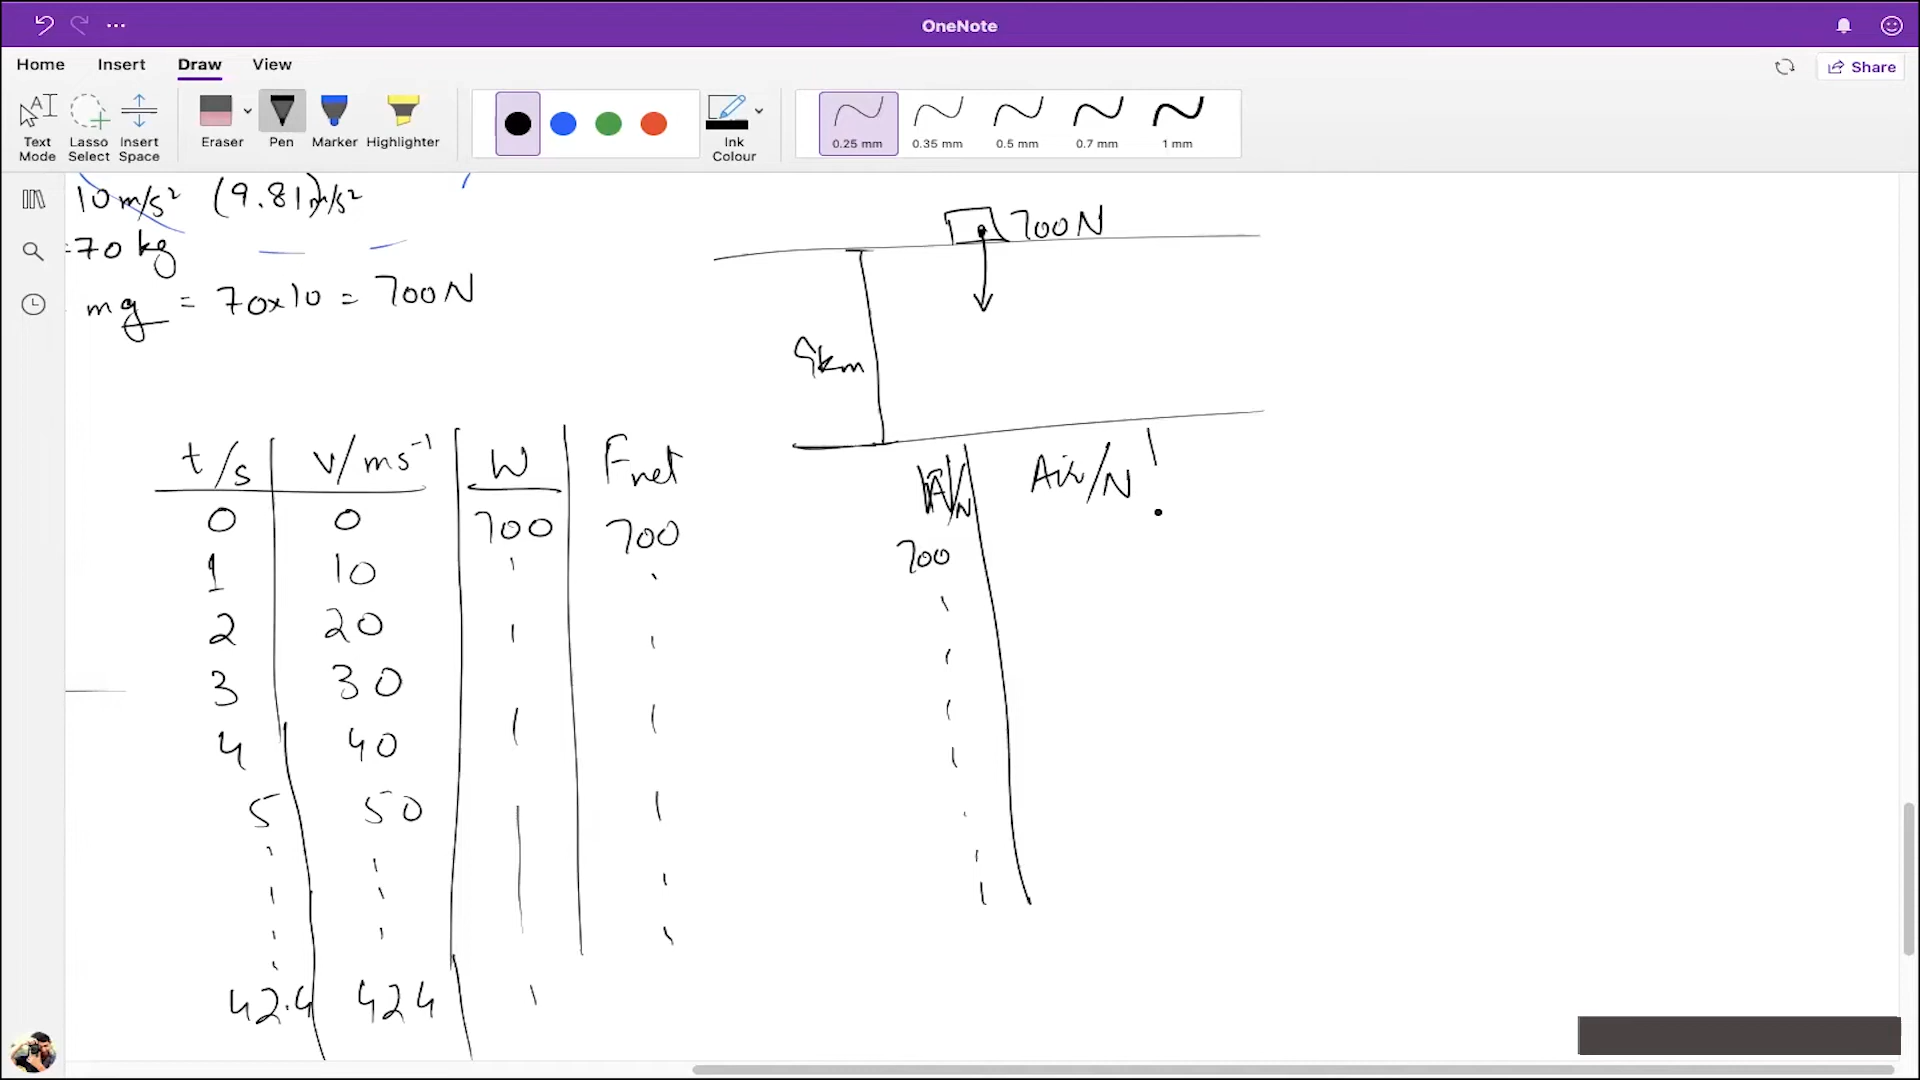 OneNote
Home Insert Draw View
Share
Text Mode
Lasso Select
Insert Space
Eraser
Pen
Marker
Highlighter
Ink Colour
0.25 mm
0.35 mm
0.5 mm
0.7 mm
1 mm
10 m/s² (9.81) m/s²
=70 kg
mg = 70x10 = 700N
700N
9km
t/s v/ms⁻¹ W Fnet
0 0 700 700
1 10
2 20
3 30
4 40
5 50
42.4 424
Air/N
700